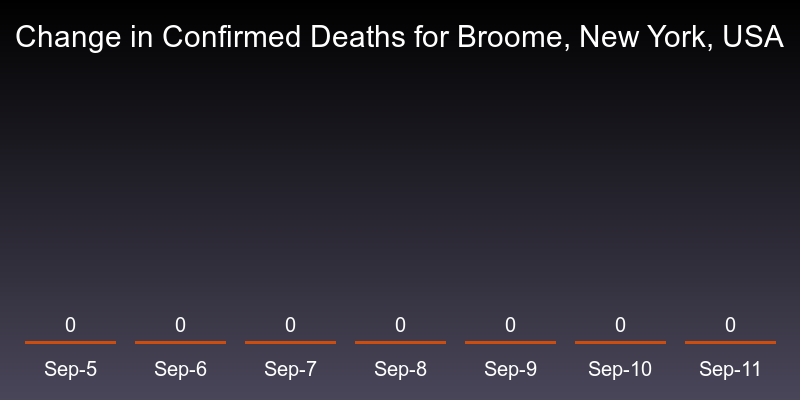 Change in Confirmed Deaths for Broome, New York, USA
0 0 0 0 0 0 0
Sep-5 Sep-6 Sep-7 Sep-8 Sep-9 Sep-10 Sep-11